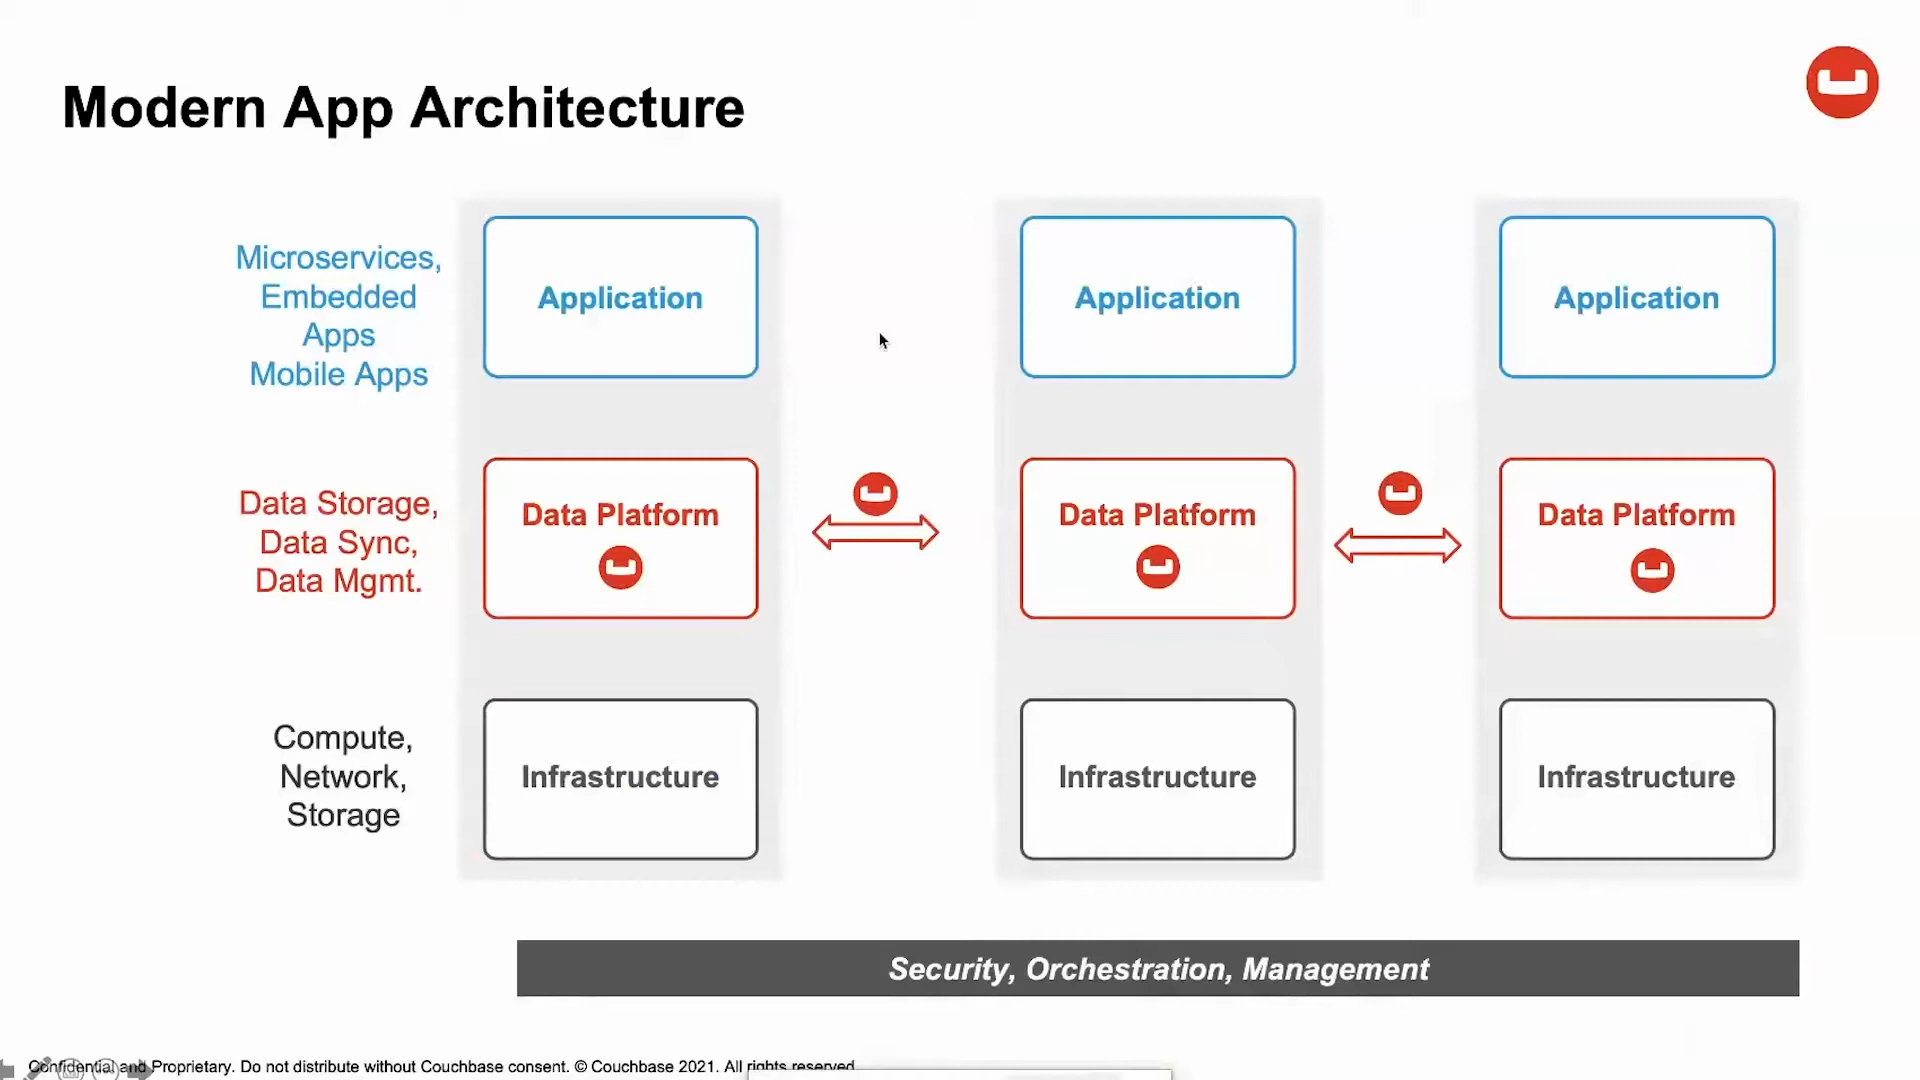 Modern App Architecture
Microservices,
Embedded
Apps
Mobile Apps
Application
Application
Application
Data Storage,
Data Sync,
Data Mgmt.
Data Platform
Data Platform
Data Platform
Compute,
Network,
Storage
Infrastructure
Infrastructure
Infrastructure
Security, Orchestration, Management
Confidential and Proprietary. Do not distribute without Couchbase consent. © Couchbase 2021. All rights reserved.